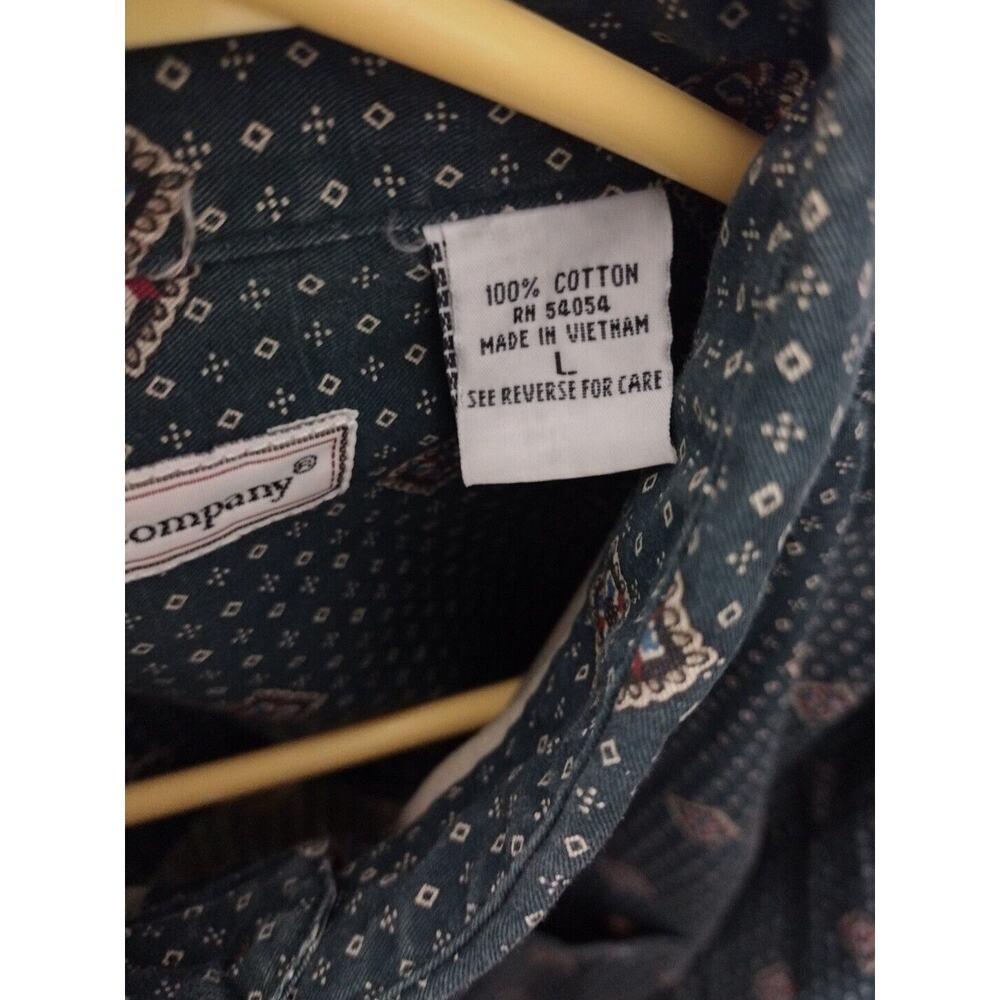 100% COTTON
RN 54054
MADE IN VIETNAM
L
SEE REVERSE FOR CARE
ompany®